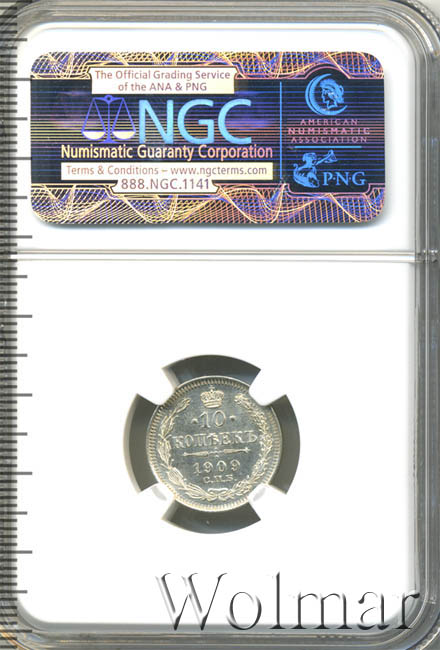 The Official Grading Service
of the ANA & PNG
NGC
Numismatic Guaranty Corporation
Terms & Conditions – www.ngcterms.com
888.NGC.1141
AMERICAN
NUMISMATIC
ASSOCIATION
PNG
·10·
КОПѢЕКЪ
1909
С.П.Б.
Wolmar